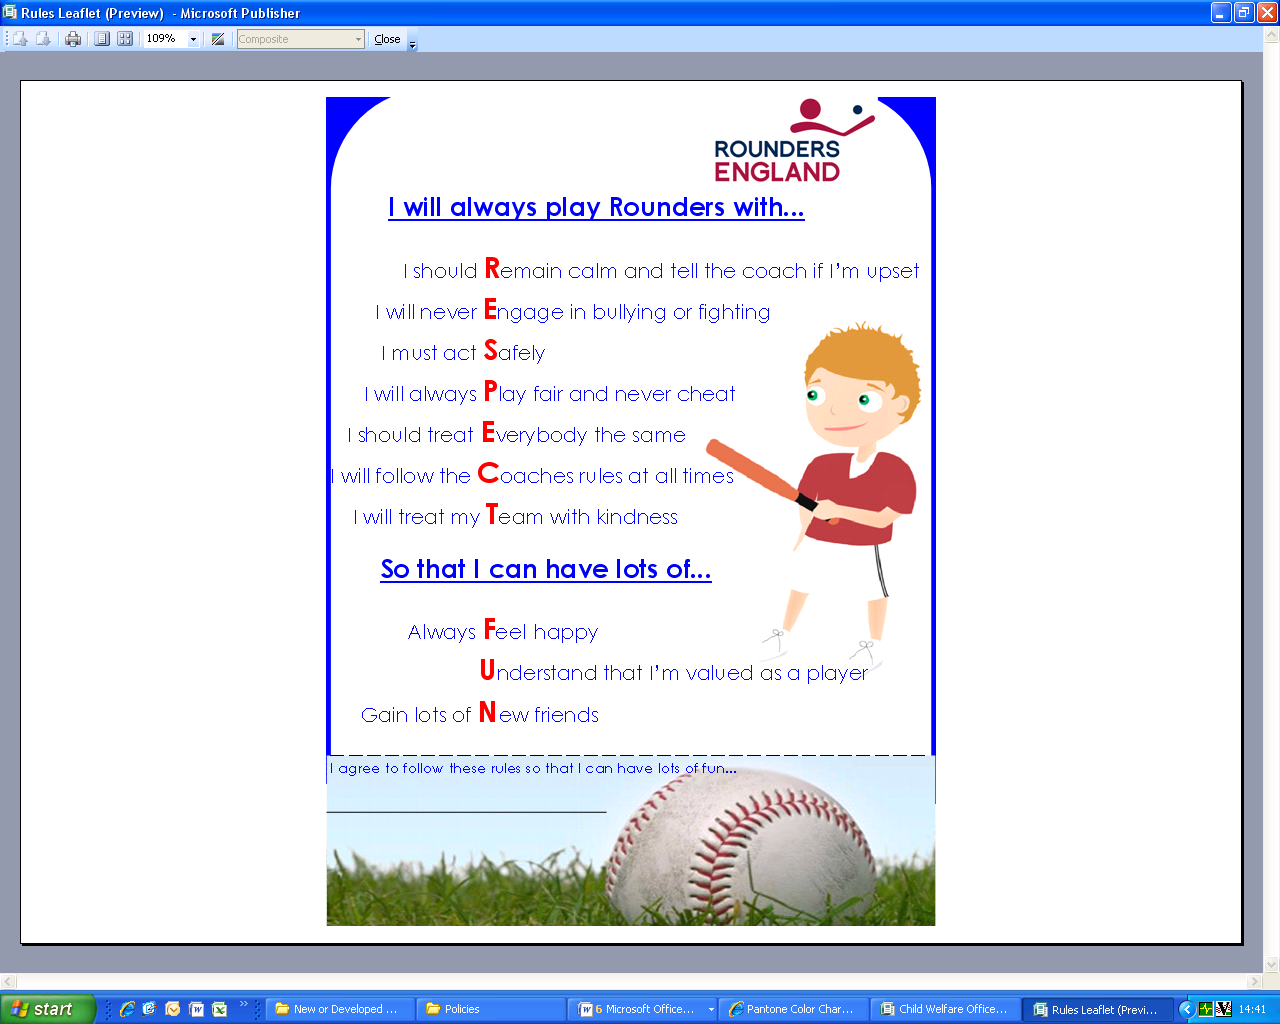 Rules Leaflet (Preview) - Microsoft Publisher
109% Composite Close
ROUNDERS
ENGLAND
I will always play Rounders with...
I should Remain calm and tell the coach if I'm upset
I will never Engage in bullying or fighting
I must act Safely
I will always Play fair and never cheat
I should treat Everybody the same
I will follow the Coaches rules at all times
I will treat my Team with kindness
So that I can have lots of...
Always Feel happy
Understand that I'm valued as a player
Gain lots of New friends
I agree to follow these rules so that I can have lots of fun...
start New or Developed ... Policies 6 Microsoft Office... Pantone Color Char... Child Welfare Office... Rules Leaflet (Previ... 14:41